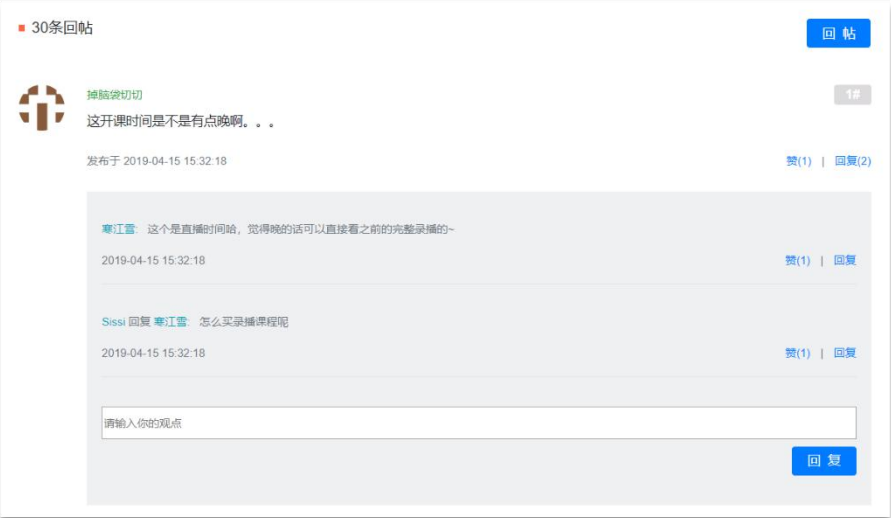 30条回帖
回 帖
掉脑袋切切
1#
这开课时间是不是有点晚啊。。。
发布于 2019-04-15 15:32:18
赞(1) | 回复(2)
寒江雪: 这个是直播时间哈，觉得晚的话可以直接看之前的完整录播的~
2019-04-15 15:32:18
赞(1) | 回复
Sissi 回复 寒江雪: 怎么买录播课程呢
2019-04-15 15:32:18
赞(1) | 回复
请输入你的观点
回 复